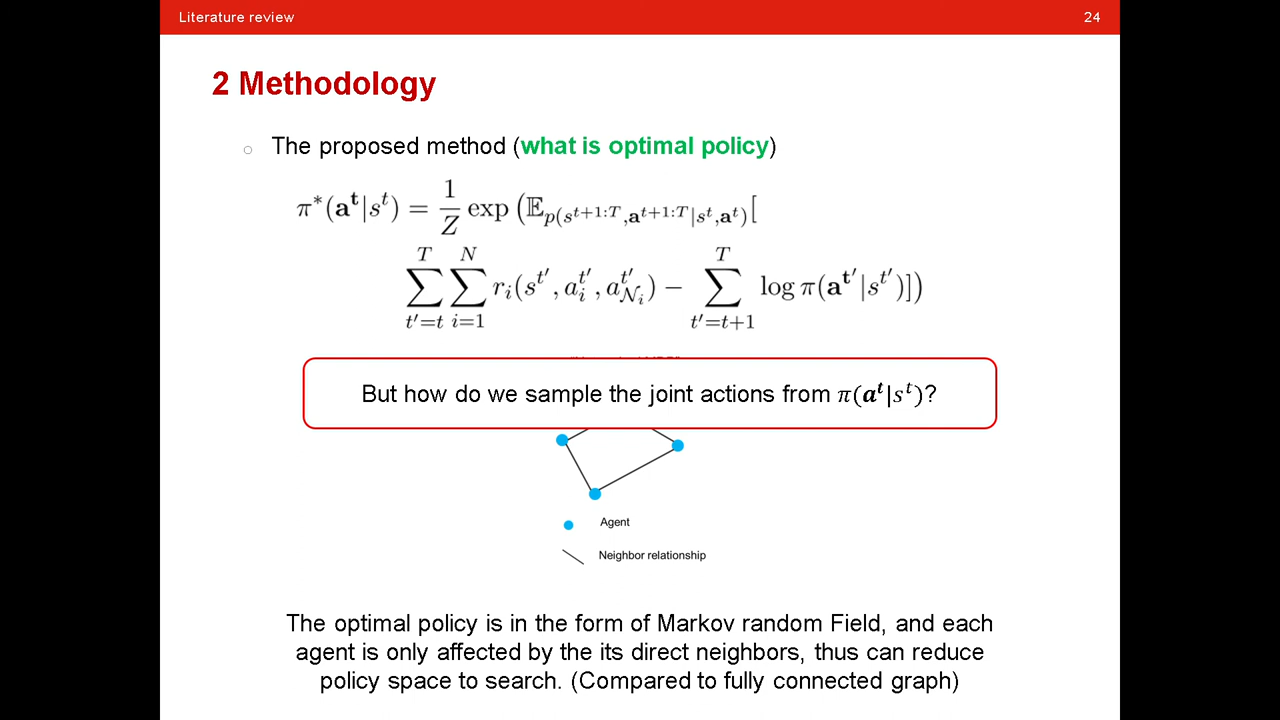 Literature review
24
2 Methodology
The proposed method (what is optimal policy)
π*(a^t|s^t) = 1/Z exp (𝔼_{p(s^{t+1:T},a^{t+1:T}|s^t,a^t)}[
∑_{t'=t}^{T} ∑_{i=1}^{N} r_i(s^{t'}, a_i^{t'}, a_{𝒩_i}^{t'}) − ∑_{t'=t+1}^{T} log π(a^{t'}|s^{t'})])
But how do we sample the joint actions from π(a^t|s^t)?
Agent
Neighbor relationship
The optimal policy is in the form of Markov random Field, and each
agent is only affected by the its direct neighbors, thus can reduce
policy space to search. (Compared to fully connected graph)